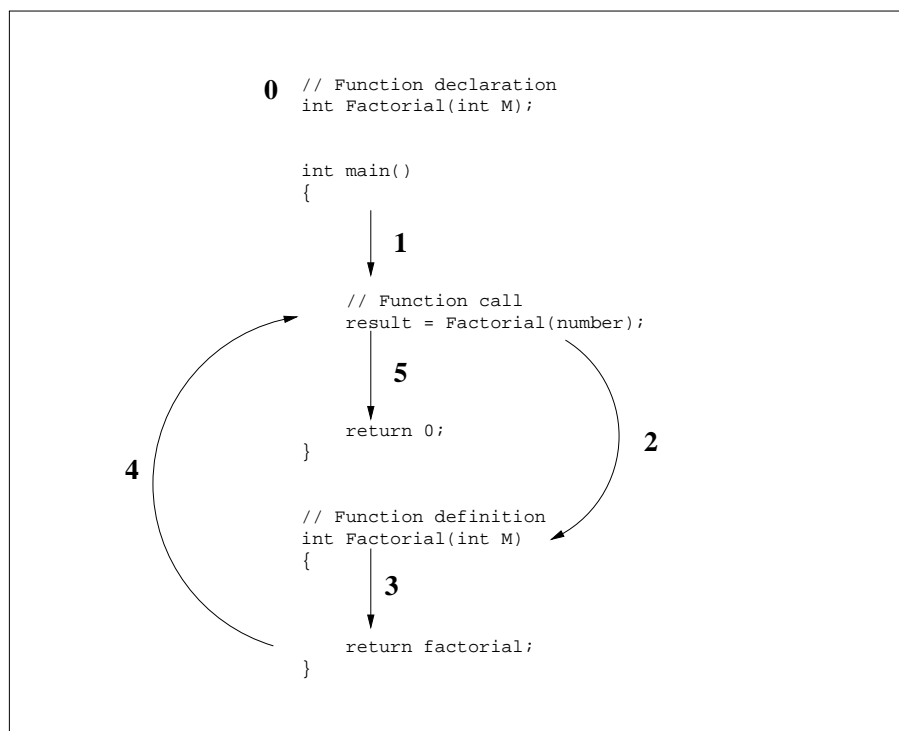 0 // Function declaration
int Factorial(int M);
int main()
{
1
// Function call
result = Factorial(number);
5
return 0;
}
2
4
// Function definition
int Factorial(int M)
{
3
return factorial;
}